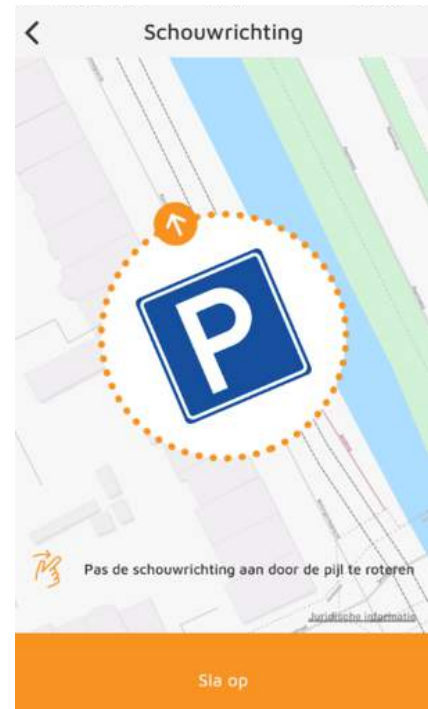 Schouwrichting
P
Pas de schouwrichting aan door de pijl te roteren
Juridische informatie
Sla op